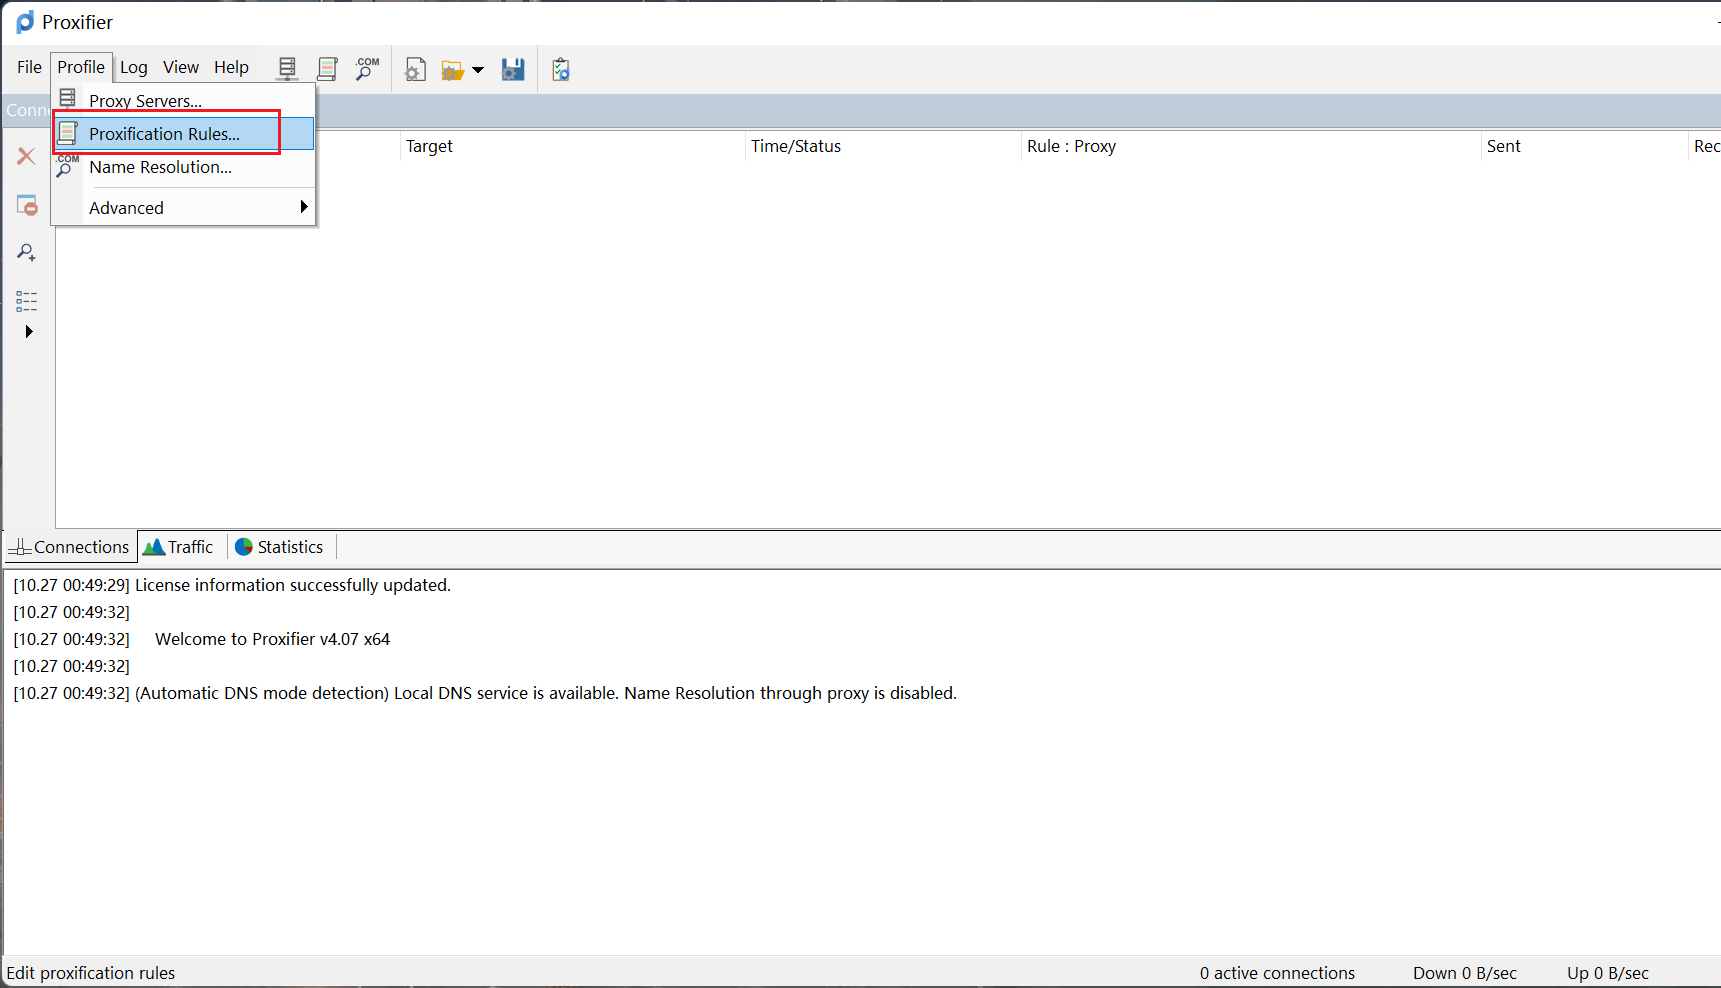 Proxifier
File Profile Log View Help .COM
Proxy Servers...
Conn
Proxification Rules...
Target Time/Status Rule : Proxy Sent Rec
.COM
Name Resolution...
Advanced
Connections Traffic Statistics
[10.27 00:49:29] License information successfully updated.
[10.27 00:49:32]
[10.27 00:49:32] Welcome to Proxifier v4.07 x64
[10.27 00:49:32]
[10.27 00:49:32] (Automatic DNS mode detection) Local DNS service is available. Name Resolution through proxy is disabled.
Edit proxification rules 0 active connections Down 0 B/sec Up 0 B/sec